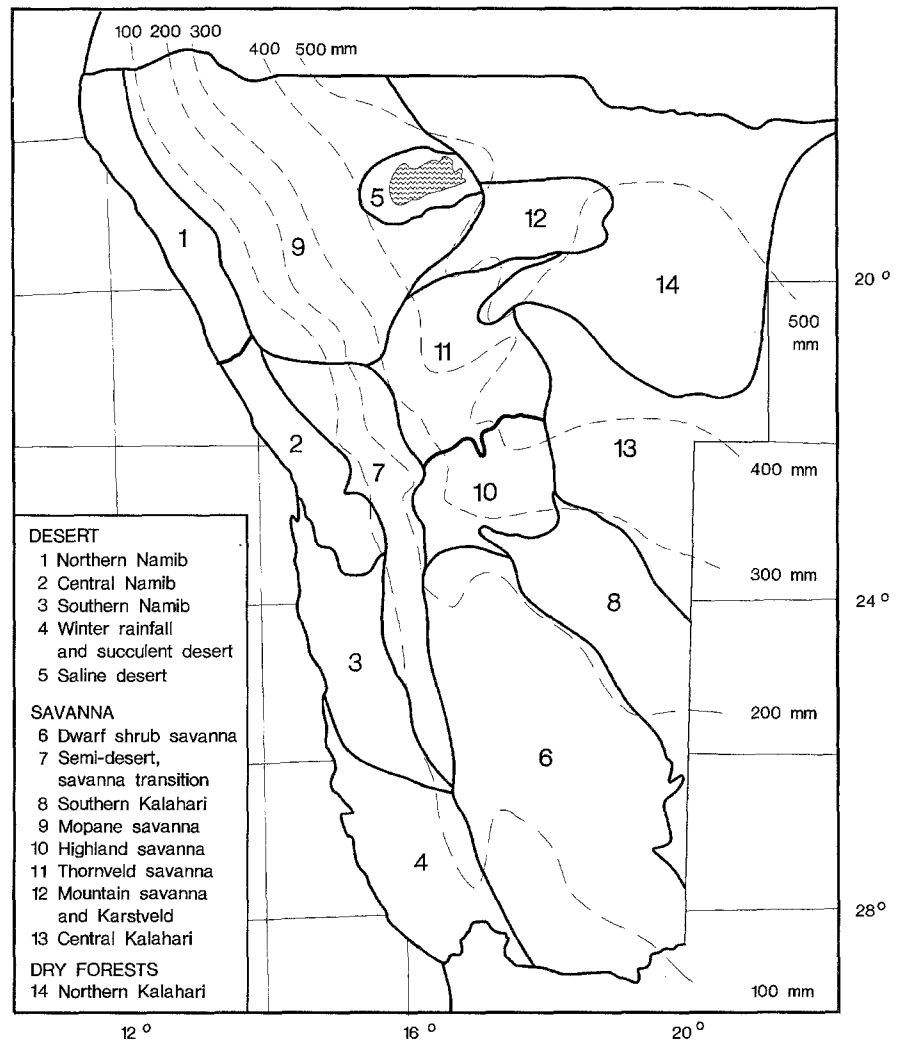 100 200 300
400 500 mm
5
12
1
9
20 °
14
500
mm
11
2
13
7
400 mm
10
300 mm
8
24 °
3
200 mm
6
4
28 °
100 mm
DESERT
1 Northern Namib
2 Central Namib
3 Southern Namib
4 Winter rainfall
and succulent desert
5 Saline desert
SAVANNA
6 Dwarf shrub savanna
7 Semi-desert,
savanna transition
8 Southern Kalahari
9 Mopane savanna
10 Highland savanna
11 Thornveld savanna
12 Mountain savanna
and Karstveld
13 Central Kalahari
DRY FORESTS
14 Northern Kalahari
12 ° 16 ° 20 °